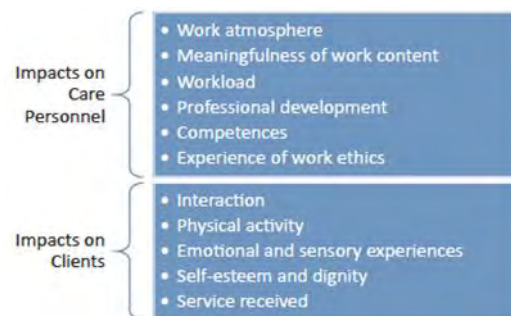 Impacts on
Care
Personnel
• Work atmosphere
• Meaningfulness of work content
• Workload
• Professional development
• Competences
• Experience of work ethics
Impacts on
Clients
• Interaction
• Physical activity
• Emotional and sensory experiences
• Self-esteem and dignity
• Service received